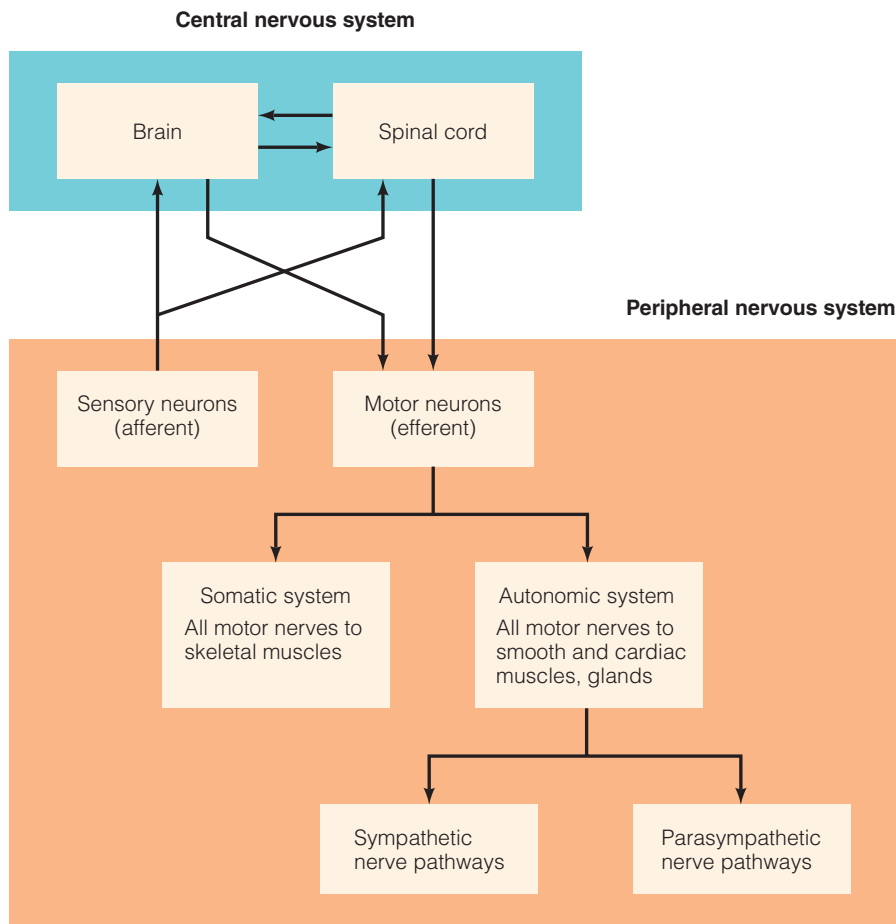 Central nervous system
Brain
Spinal cord
Peripheral nervous system
Sensory neurons
(afferent)
Motor neurons
(efferent)
Somatic system
All motor nerves to
skeletal muscles
Autonomic system
All motor nerves to
smooth and cardiac
muscles, glands
Sympathetic
nerve pathways
Parasympathetic
nerve pathways